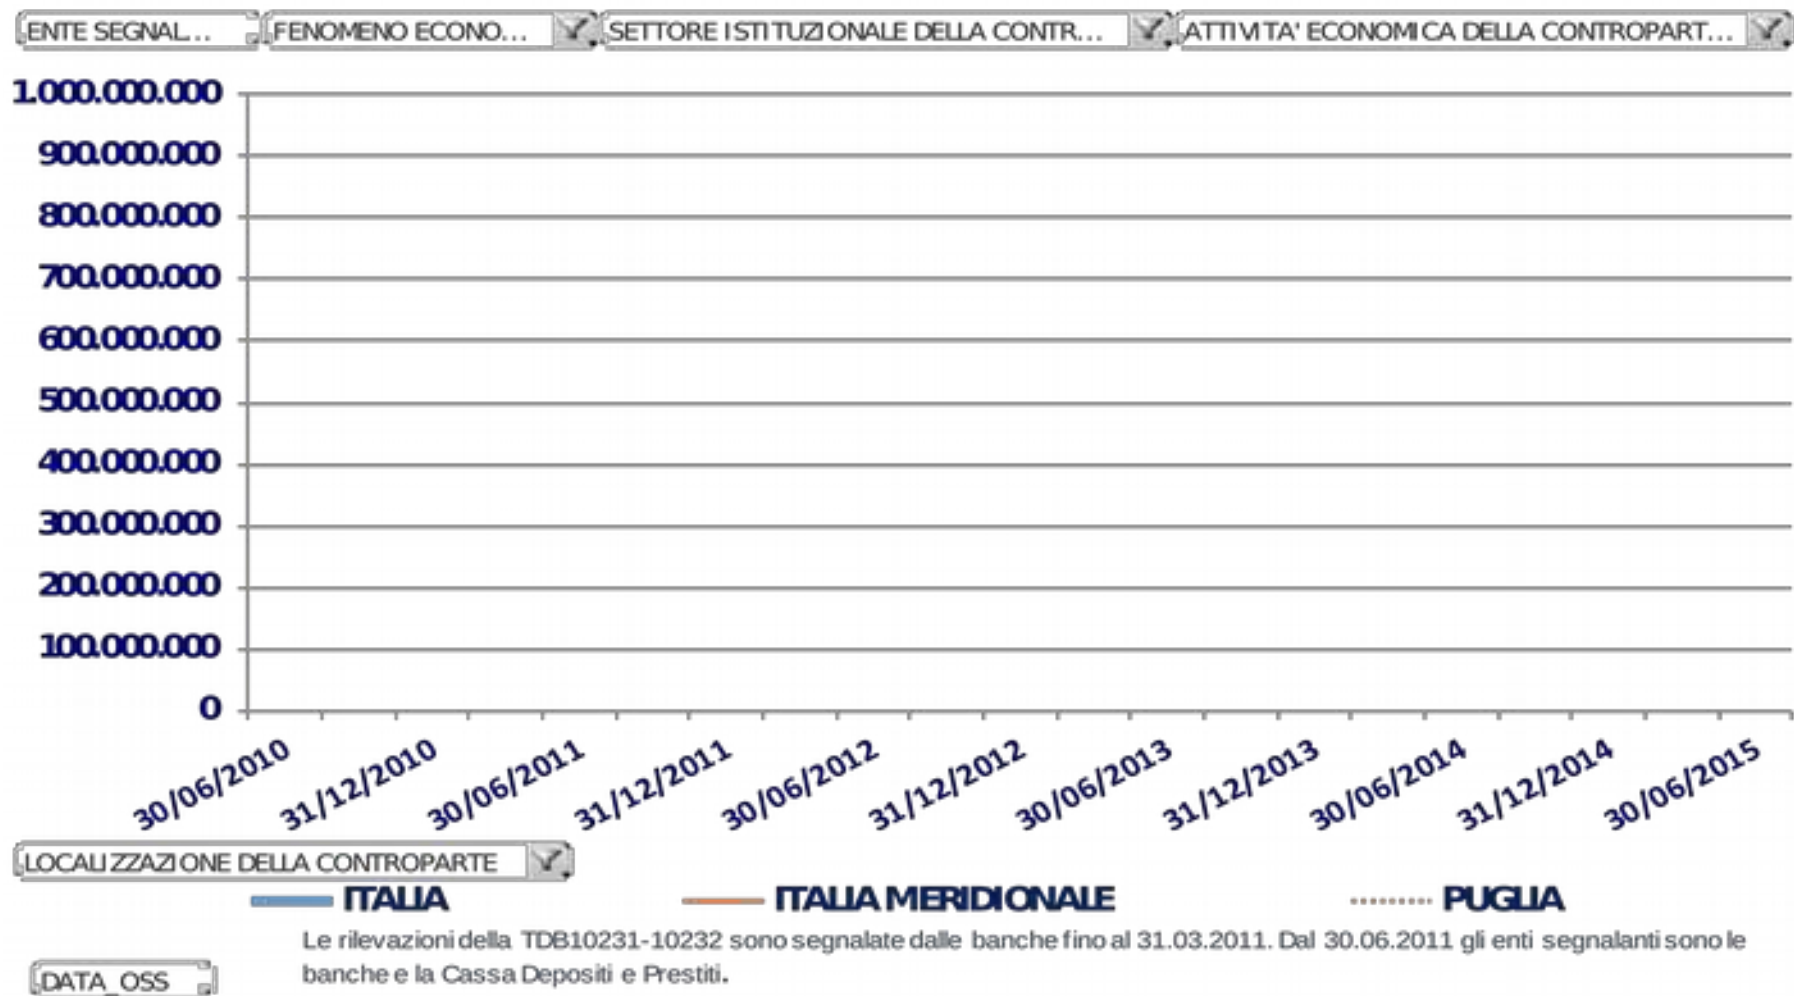 ENTE SEGNAL... FENOMENO ECONO... SETTORE ISTITUZIONALE DELLA CONTR... ATTIVITA' ECONOMICA DELLA CONTROPART...
1.000.000.000
900.000.000
800.000.000
700.000.000
600.000.000
500.000.000
400.000.000
300.000.000
200.000.000
100.000.000
0
30/06/2010 31/12/2010 30/06/2011 31/12/2011 30/06/2012 31/12/2012 30/06/2013 31/12/2013 30/06/2014 31/12/2014 30/06/2015
LOCALIZZAZIONE DELLA CONTROPARTE
ITALIA ITALIA MERIDIONALE PUGLIA
Le rilevazioni della TDB10231-10232 sono segnalate dalle banche fino al 31.03.2011. Dal 30.06.2011 gli enti segnalanti sono le
banche e la Cassa Depositi e Prestiti.
DATA_OSS